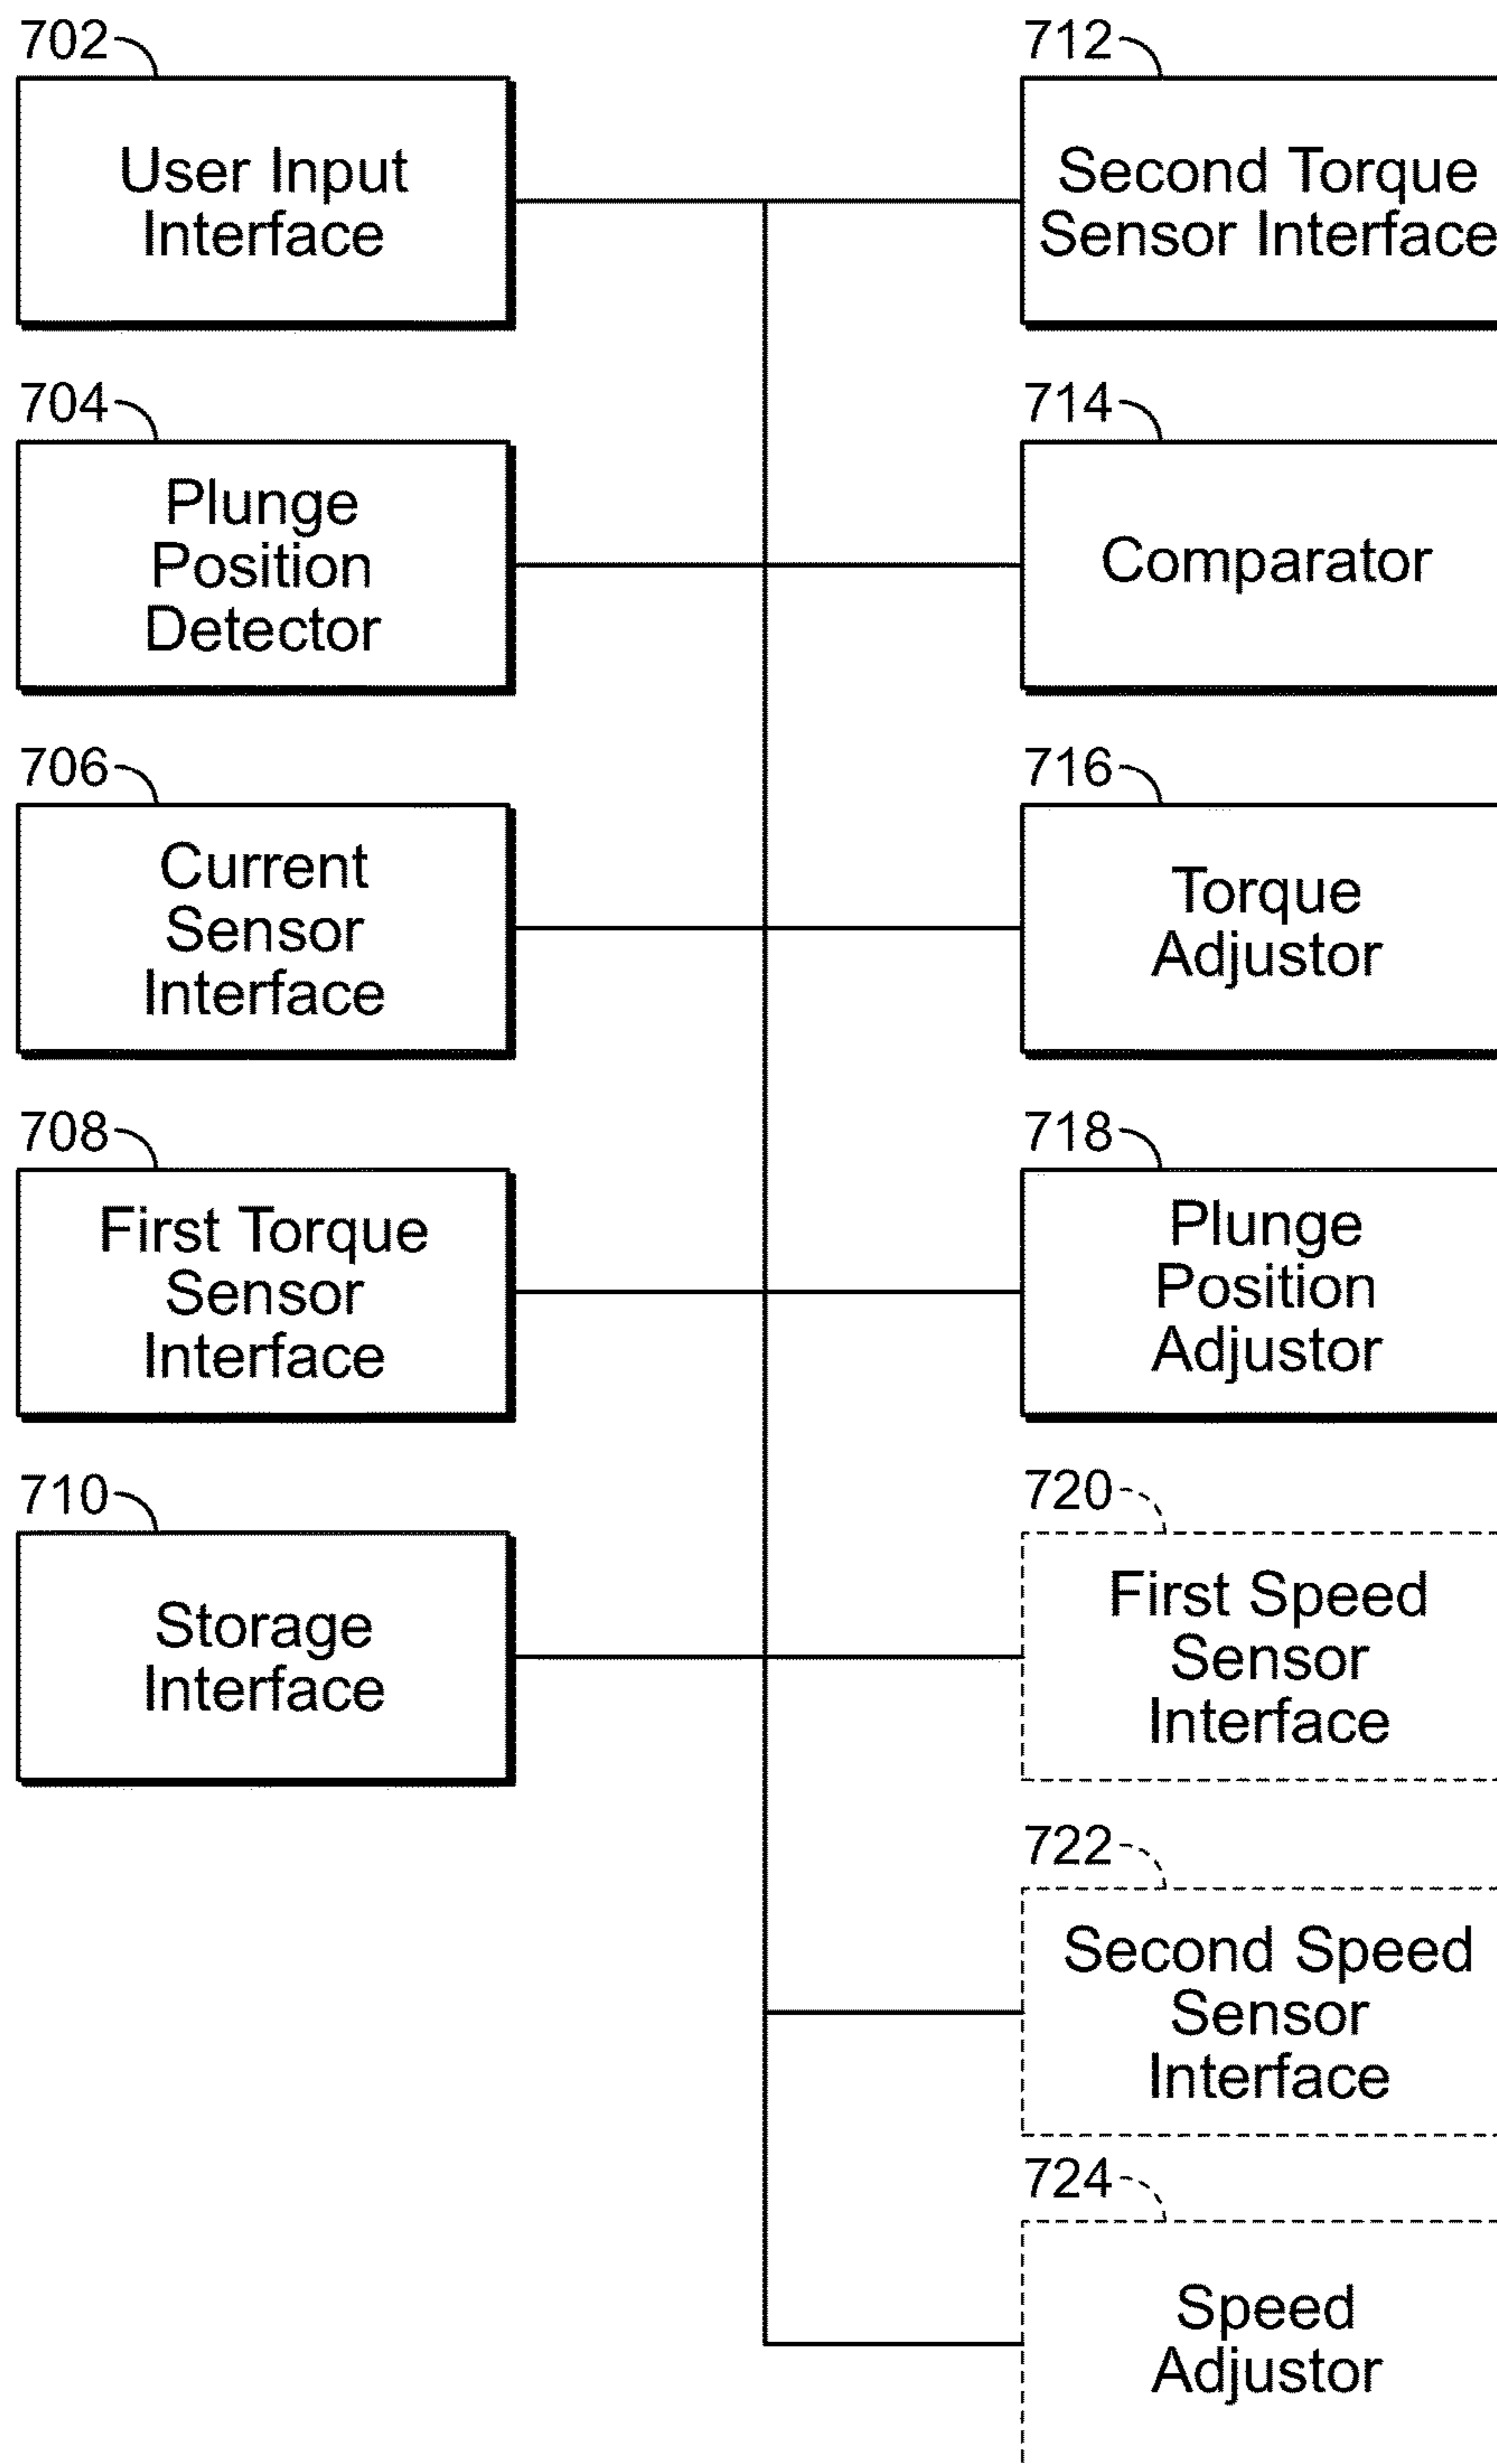 702
User Input
Interface
704
Plunge
Position
Detector
706
Current
Sensor
Interface
708
First Torque
Sensor
Interface
710
Storage
Interface
712
Second Torque
Sensor Interface
714
Comparator
716
Torque
Adjustor
718
Plunge
Position
Adjustor
720
First Speed
Sensor
Interface
722
Second Speed
Sensor
Interface
724
Speed
Adjustor